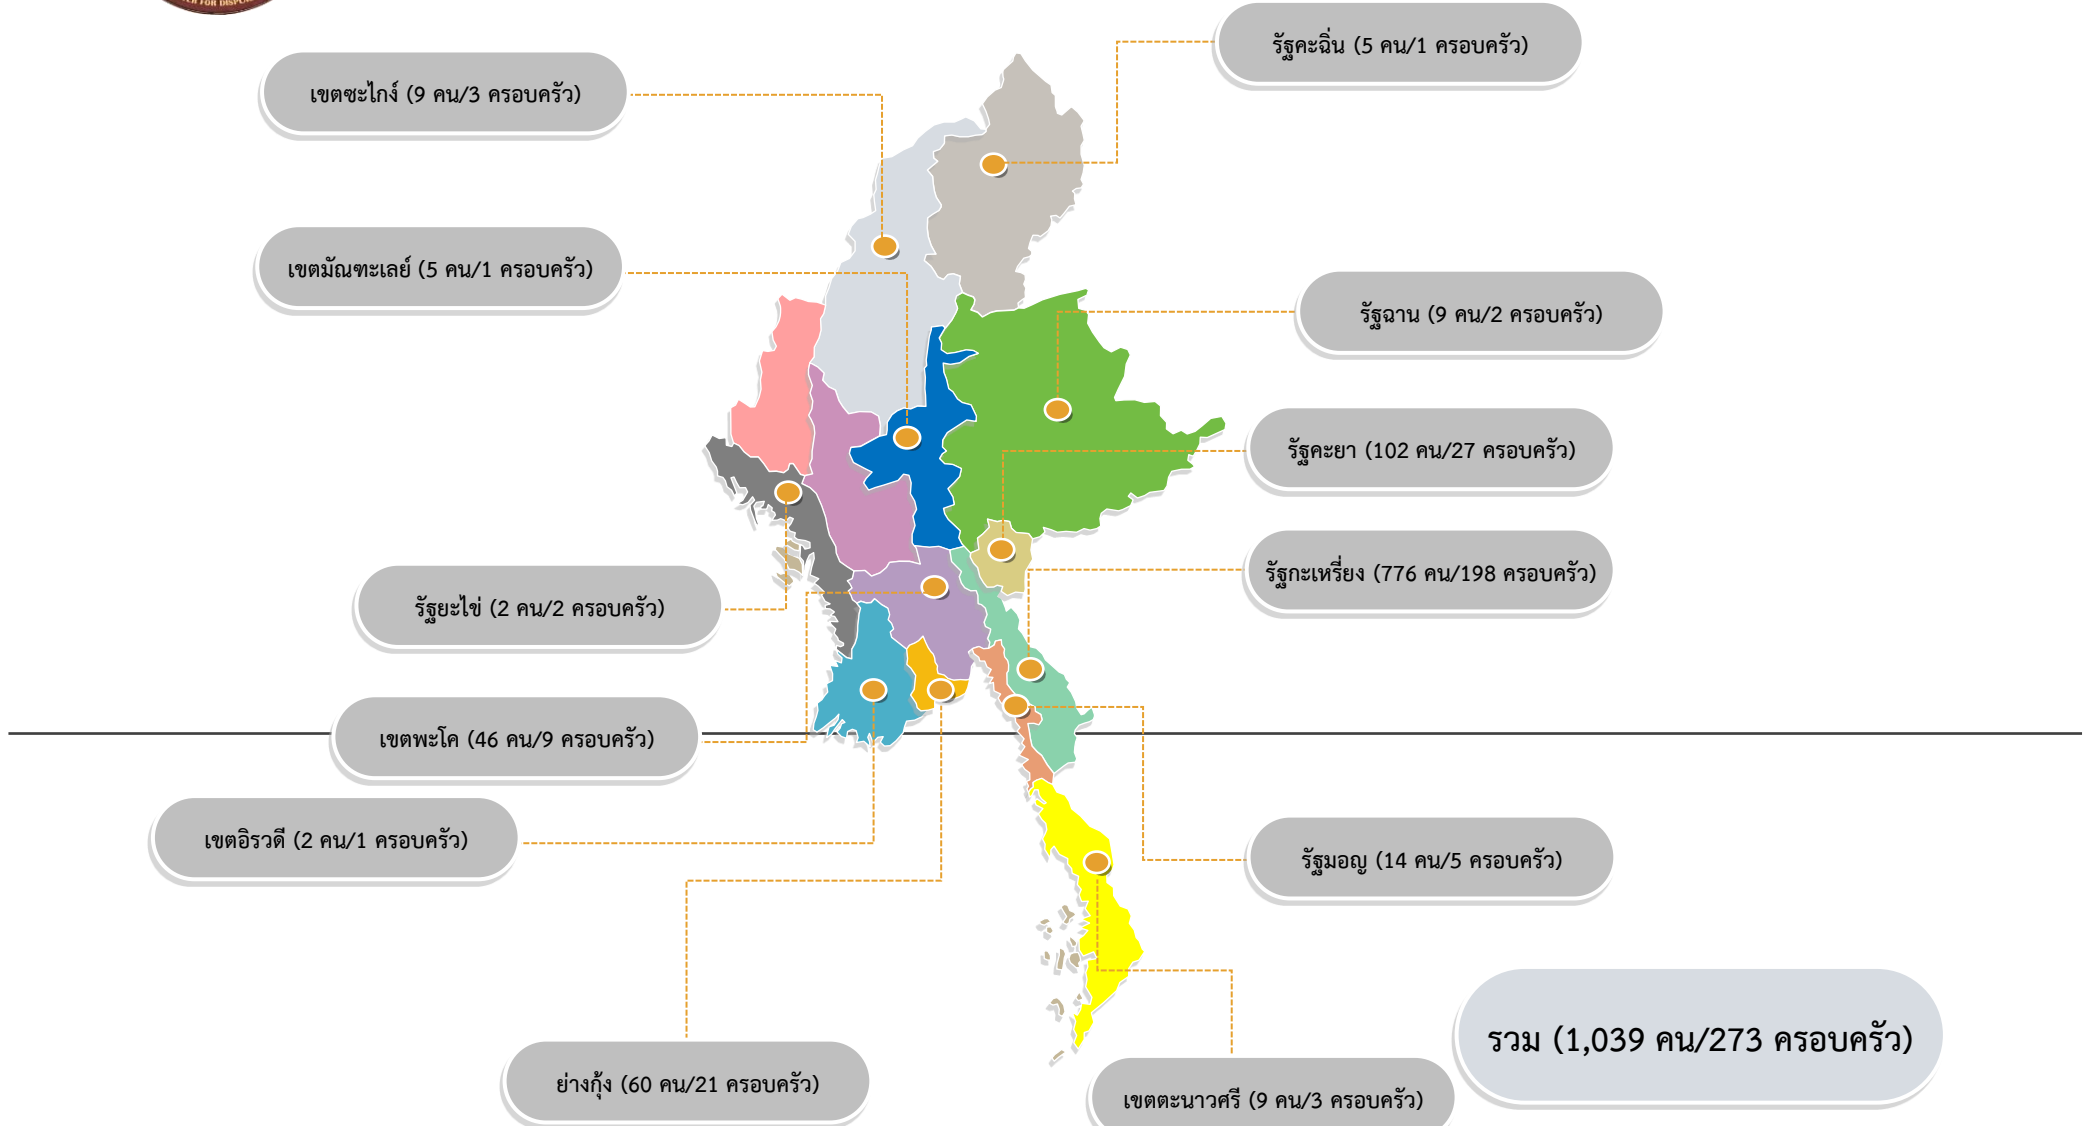 TER FOR DISPL
รัฐคะฉิ่น (5 คน/1 ครอบครัว)
เขตซะไกง์ (9 คน/3 ครอบครัว)
เขตมัณฑะเลย์ (5 คน/1 ครอบครัว)
รัฐฉาน (9 คน/2 ครอบครัว)
รัฐคะยา (102 คน/27 ครอบครัว)
รัฐกะเหรี่ยง (776 คน/198 ครอบครัว)
รัฐยะไข่ (2 คน/2 ครอบครัว)
เขตพะโค (46 คน/9 ครอบครัว)
เขตอิรวดี (2 คน/1 ครอบครัว)
รัฐมอญ (14 คน/5 ครอบครัว)
รวม (1,039 คน/273 ครอบครัว)
ย่างกุ้ง (60 คน/21 ครอบครัว)
เขตตะนาวศรี (9 คน/3 ครอบครัว)